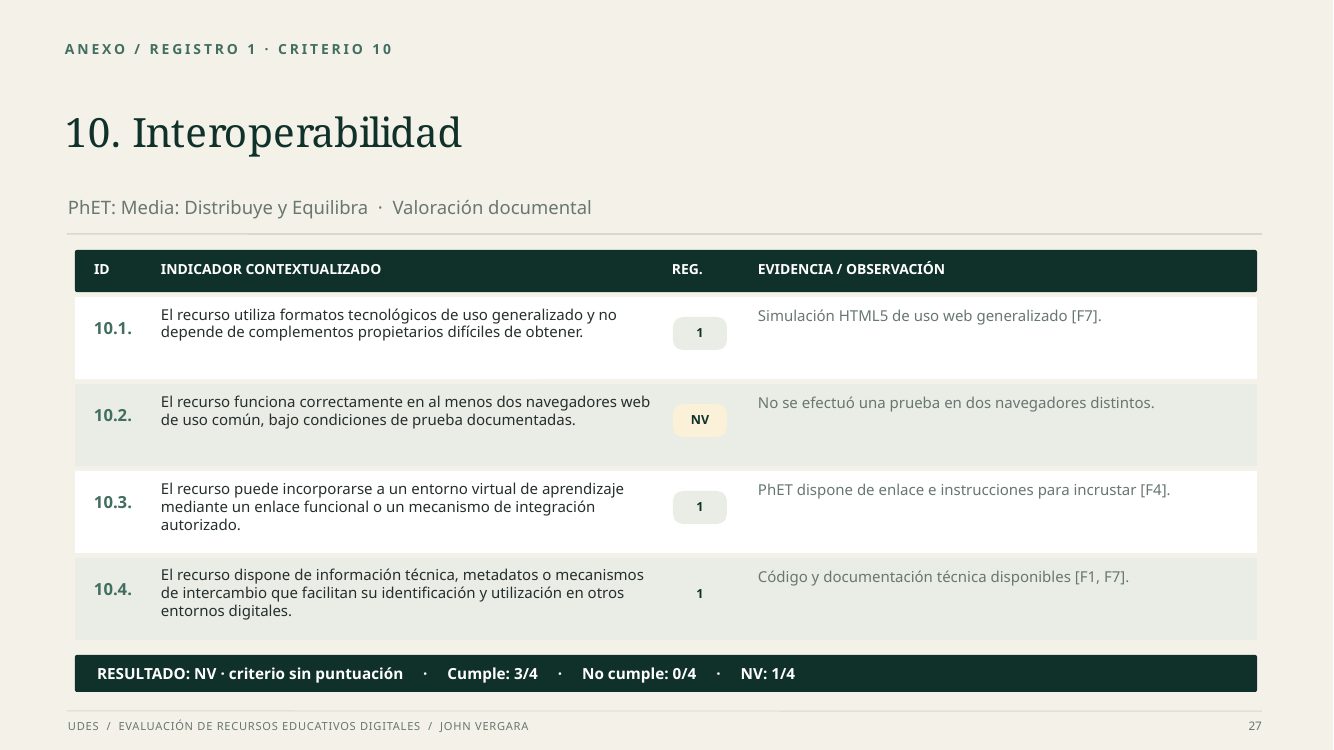 ANEXO / REGISTRO 1 · CRITERIO 10
10. Interoperabilidad
PhET: Media: Distribuye y Equilibra · Valoración documental
ID INDICADOR CONTEXTUALIZADO REG. EVIDENCIA / OBSERVACIÓN
10.1. El recurso utiliza formatos tecnológicos de uso generalizado y no
depende de complementos propietarios difíciles de obtener.
1
Simulación HTML5 de uso web generalizado [F7].
10.2. El recurso funciona correctamente en al menos dos navegadores web
de uso común, bajo condiciones de prueba documentadas.
NV
No se efectuó una prueba en dos navegadores distintos.
10.3. El recurso puede incorporarse a un entorno virtual de aprendizaje
mediante un enlace funcional o un mecanismo de integración
autorizado.
1
PhET dispone de enlace e instrucciones para incrustar [F4].
10.4. El recurso dispone de información técnica, metadatos o mecanismos
de intercambio que facilitan su identificación y utilización en otros
entornos digitales.
1
Código y documentación técnica disponibles [F1, F7].
RESULTADO: NV · criterio sin puntuación · Cumple: 3/4 · No cumple: 0/4 · NV: 1/4
UDES / EVALUACIÓN DE RECURSOS EDUCATIVOS DIGITALES / JOHN VERGARA 27